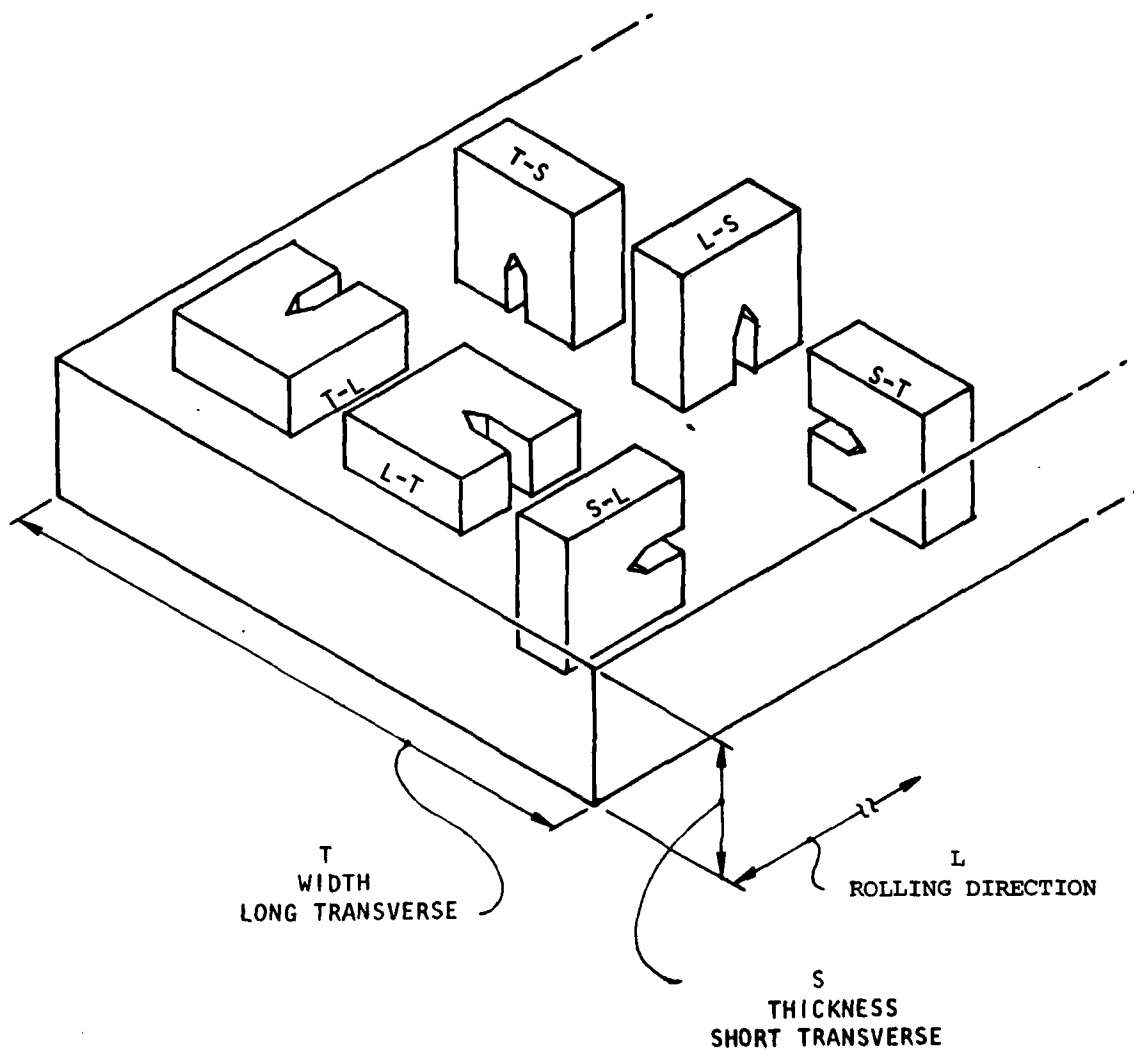 T-S
L-S
S-T
T-L
L-T
S-L
T
WIDTH
LONG TRANSVERSE
L
ROLLING DIRECTION
S
THICKNESS
SHORT TRANSVERSE